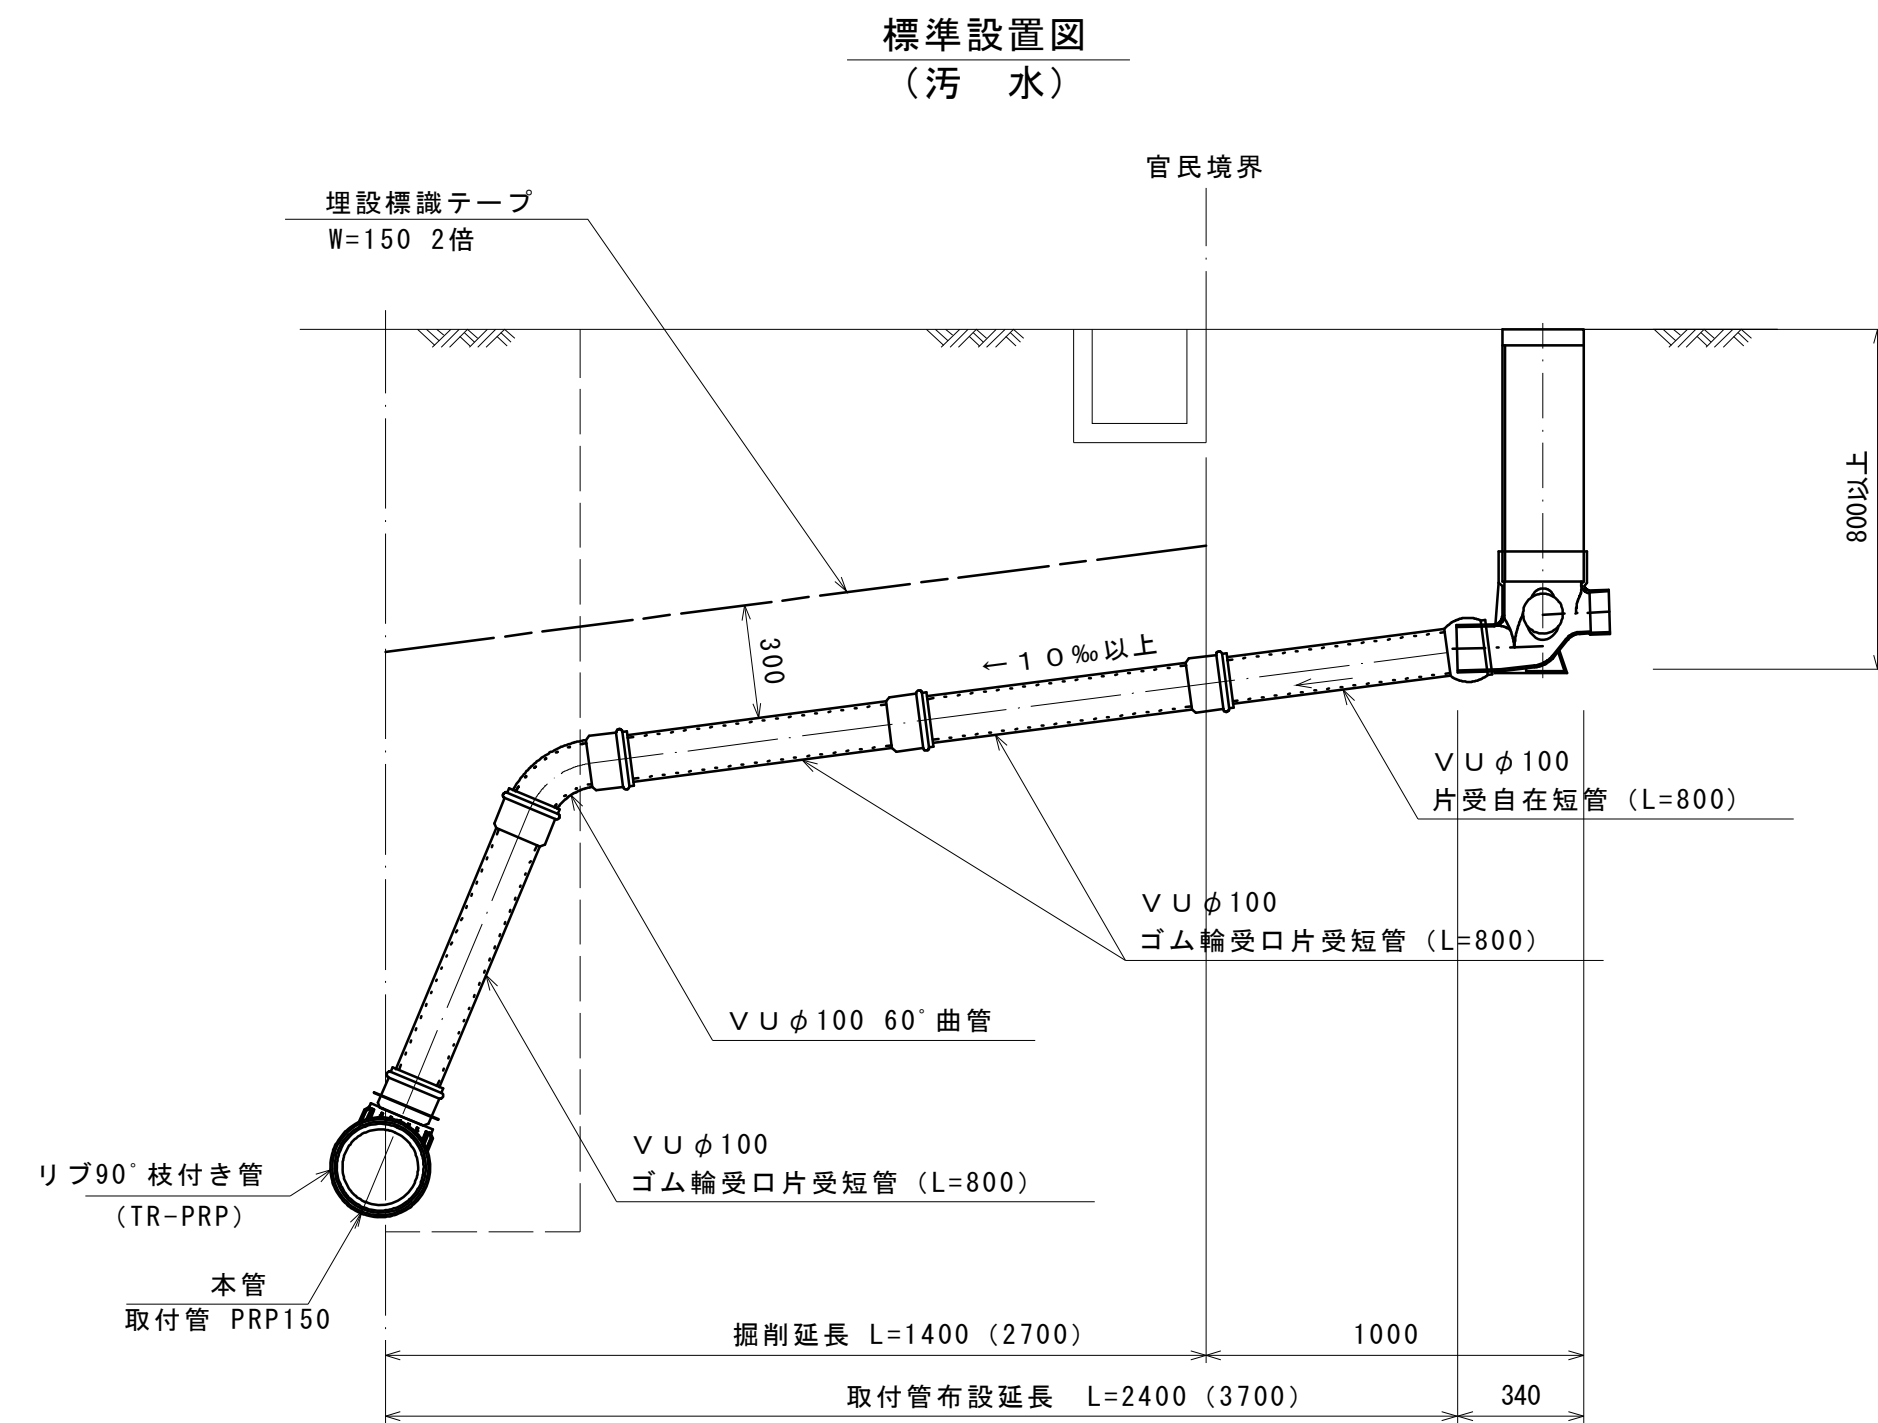 標準設置図
（汚　水）
官民境界
埋設標識テープ
W=150 2倍
800以上
300
←１０‰以上
ＶＵφ100
片受自在短管（L=800）
ＶＵφ100
ゴム輪受口片受短管（L=800）
ＶＵφ100 60°曲管
ＶＵφ100
ゴム輪受口片受短管（L=800）
リブ90°枝付き管
（TR-PRP）
本管
取付管 PRP150
掘削延長 L=1400（2700）
1000
取付管布設延長　L=2400（3700）
340